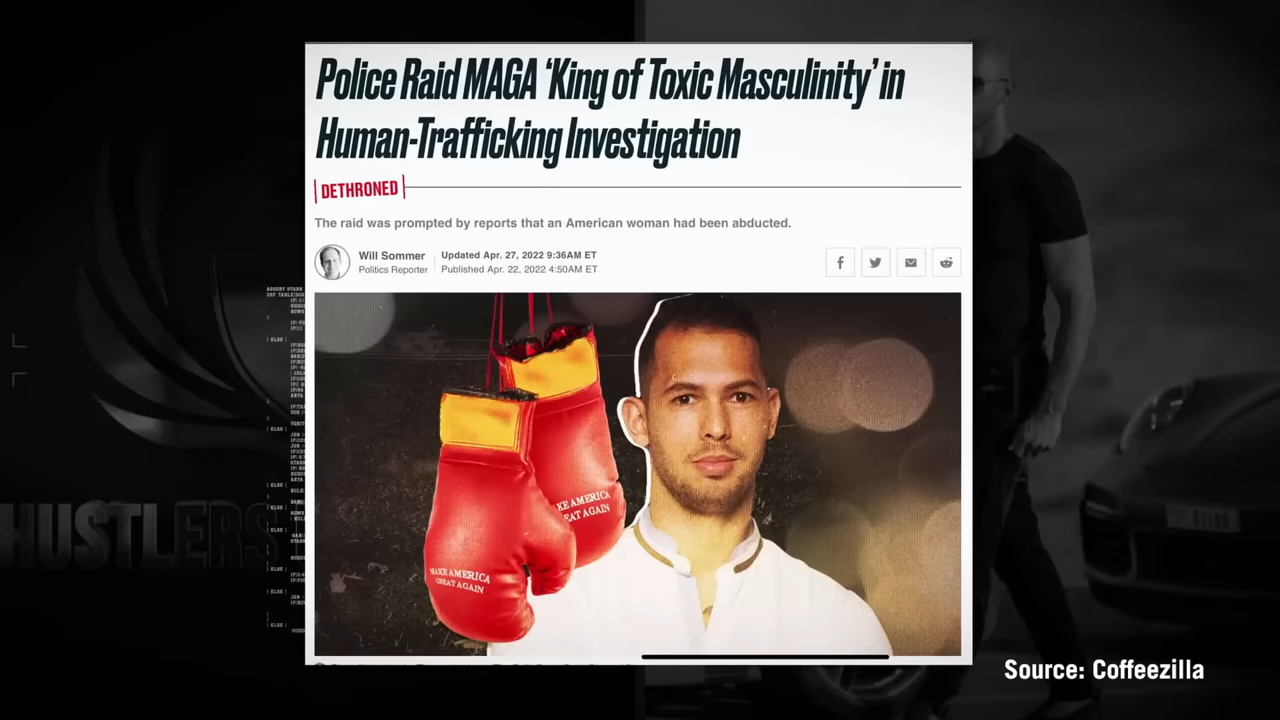 Police Raid MAGA ‘King of Toxic Masculinity’ in
Human-Trafficking Investigation
DETHRONED
The raid was prompted by reports that an American woman had been abducted.
Will Sommer
Politics Reporter
Updated Apr. 27, 2022 9:36AM ET
Published Apr. 22, 2022 4:50AM ET
KE AMERICA
EAT AGAIN
MAKE AMERICA
GREAT AGAIN
HUSTLERS
Source: Coffeezilla